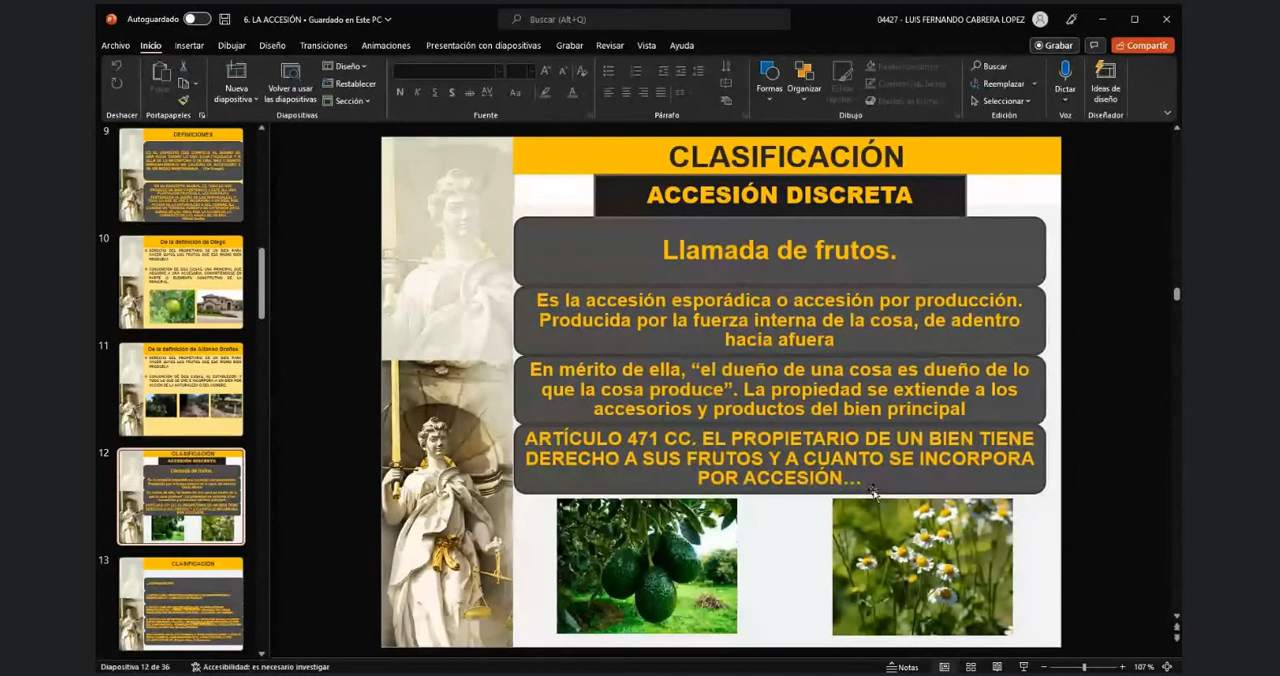 Autoguardado
6. LA ACCESIÓN • Guardado en Este PC
Buscar (Alt+Q)
04427 - LUIS FERNANDO CABRERA LOPEZ
Archivo Inicio Insertar Dibujar Diseño Transiciones Animaciones Presentación con diapositivas Grabar Revisar Vista Ayuda
Grabar
Compartir
Pegar
Nueva diapositiva
Volver a usar las diapositivas
Diseño
Restablecer
Sección
N K S S ab AV
Aa
Formas
Organizar
Buscar
Reemplazar
Seleccionar
Dictar
Ideas de diseño
Deshacer Portapapeles Diapositivas Fuente Párrafo Dibujo Edición Voz Diseñador
9
DEFINICIONES
10
De la definición de Diego
11
De la definición de Alfonso Brañas
12
CLASIFICACIÓN
ACCESIÓN DISCRETA
Llamada de frutos.
13
CLASIFICACIÓN
CLASIFICACIÓN
ACCESIÓN DISCRETA
Llamada de frutos.
Es la accesión esporádica o accesión por producción.
Producida por la fuerza interna de la cosa, de adentro
hacia afuera
En mérito de ella, “el dueño de una cosa es dueño de lo
que la cosa produce”. La propiedad se extiende a los
accesorios y productos del bien principal
ARTÍCULO 471 CC. EL PROPIETARIO DE UN BIEN TIENE
DERECHO A SUS FRUTOS Y A CUANTO SE INCORPORA
POR ACCESIÓN…
Diapositiva 12 de 36
Accesibilidad: es necesario investigar
Notas
107 %